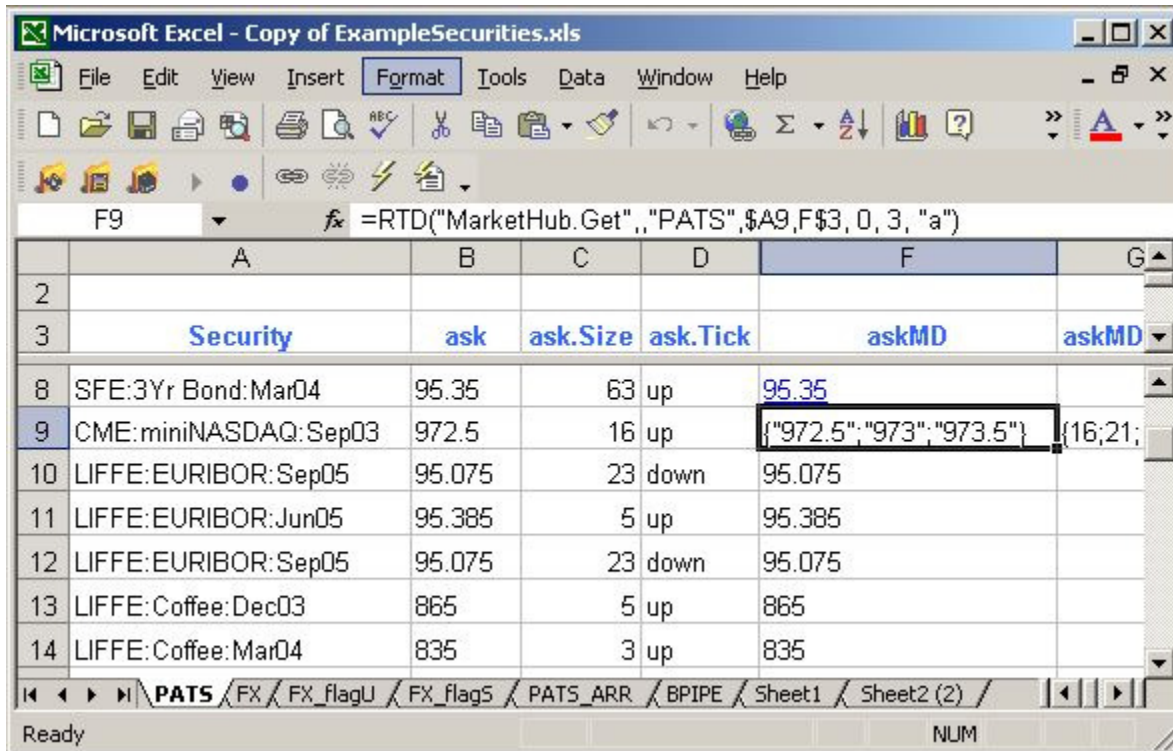 Microsoft Excel - Copy of ExampleSecurities.xls
File Edit View Insert Format Tools Data Window Help
F9 fx =RTD("MarketHub.Get",,"PATS",$A9,F$3, 0, 3, "a")
A B C D F G
2
3 Security ask ask.Size ask.Tick askMD askMD
8 SFE:3Yr Bond:Mar04 95.35 63 up 95.35
9 CME:miniNASDAQ:Sep03 972.5 16 up {"972.5";"973";"973.5"} {16;21;
10 LIFFE:EURIBOR:Sep05 95.075 23 down 95.075
11 LIFFE:EURIBOR:Jun05 95.385 5 up 95.385
12 LIFFE:EURIBOR:Sep05 95.075 23 down 95.075
13 LIFFE:Coffee:Dec03 865 5 up 865
14 LIFFE:Coffee:Mar04 835 3 up 835
PATS FX FX_flagU FX_flagS PATS_ARR BPIPE Sheet1 Sheet2 (2)
Ready NUM